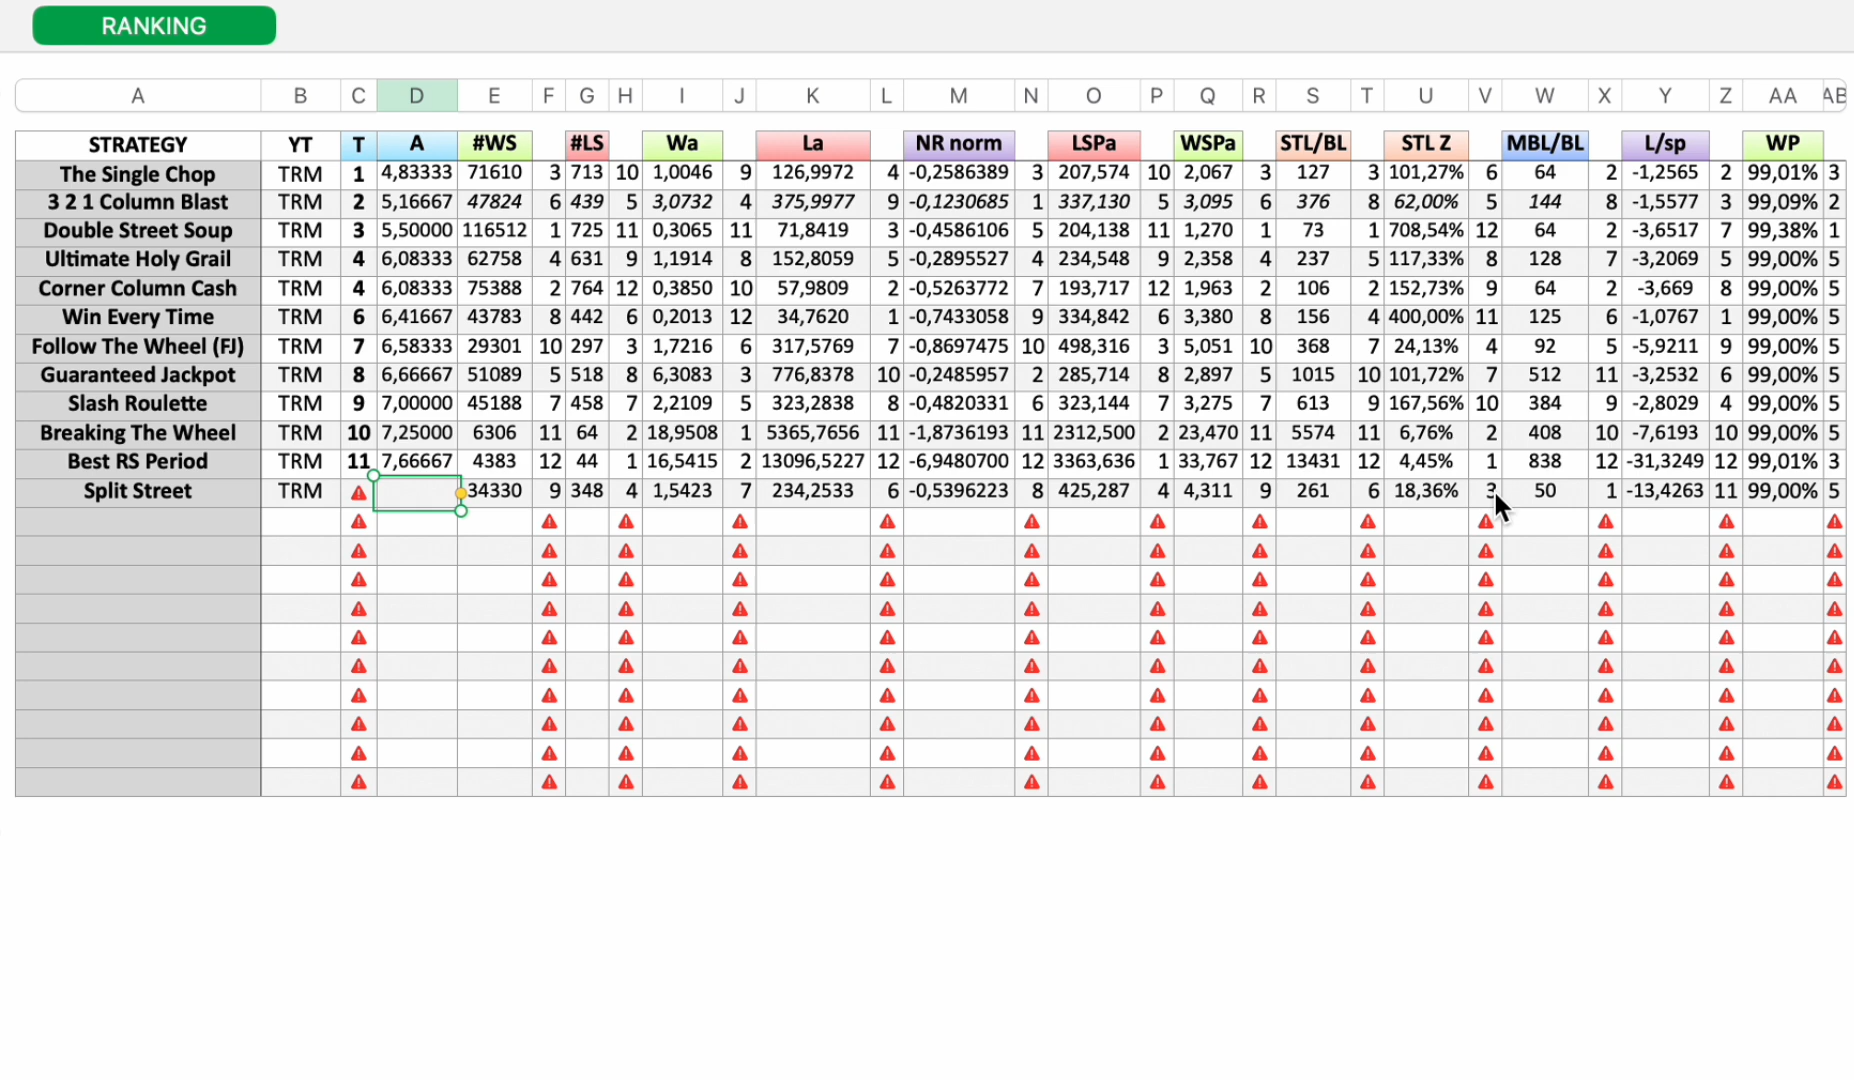 RANKING
A B C D E F G H I J K L M N O P Q R S T U V W X Y Z AA AB
STRATEGY YT T A #WS #LS Wa La NR norm LSPa WSPa STL/BL STL Z MBL/BL L/sp WP
The Single Chop TRM 1 4,83333 71610 3 713 10 1,0046 9 126,9972 4 -0,2586389 3 207,574 10 2,067 3 127 3 101,27% 6 64 2 -1,2565 2 99,01% 3
3 2 1 Column Blast TRM 2 5,16667 47824 6 439 5 3,0732 4 375,9977 9 -0,1230685 1 337,130 5 3,095 6 376 8 62,00% 5 144 8 -1,5577 3 99,09% 2
Double Street Soup TRM 3 5,50000 116512 1 725 11 0,3065 11 71,8419 3 -0,4586106 5 204,138 11 1,270 1 73 1 708,54% 12 64 2 -3,6517 7 99,38% 1
Ultimate Holy Grail TRM 4 6,08333 62758 4 631 9 1,1914 8 152,8059 5 -0,2895527 4 234,548 9 2,358 4 237 5 117,33% 8 128 7 -3,2069 5 99,00% 5
Corner Column Cash TRM 4 6,08333 75388 2 764 12 0,3850 10 57,9809 2 -0,5263772 7 193,717 12 1,963 2 106 2 152,73% 9 64 2 -3,669 8 99,00% 5
Win Every Time TRM 6 6,41667 43783 8 442 6 0,2013 12 34,7620 1 -0,7433058 9 334,842 6 3,380 8 156 4 400,00% 11 125 6 -1,0767 1 99,00% 5
Follow The Wheel (FJ) TRM 7 6,58333 29301 10 297 3 1,7216 6 317,5769 7 -0,8697475 10 498,316 3 5,051 10 368 7 24,13% 4 92 5 -5,9211 9 99,00% 5
Guaranteed Jackpot TRM 8 6,66667 51089 5 518 8 6,3083 3 776,8378 10 -0,2485957 2 285,714 8 2,897 5 1015 10 101,72% 7 512 11 -3,2532 6 99,00% 5
Slash Roulette TRM 9 7,00000 45188 7 458 7 2,2109 5 323,2838 8 -0,4820331 6 323,144 7 3,275 7 613 9 167,56% 10 384 9 -2,8029 4 99,00% 5
Breaking The Wheel TRM 10 7,25000 6306 11 64 2 18,9508 1 5365,7656 11 -1,8736193 11 2312,500 2 23,470 11 5574 11 6,76% 2 408 10 -7,6193 10 99,00% 5
Best RS Period TRM 11 7,66667 4383 12 44 1 16,5415 2 13096,5227 12 -6,9480700 12 3363,636 1 33,767 12 13431 12 4,45% 1 838 12 -31,3249 12 99,01% 3
Split Street TRM 34330 9 348 4 1,5423 7 234,2533 6 -0,5396223 8 425,287 4 4,311 9 261 6 18,36% 3 50 1 -13,4263 11 99,00% 5